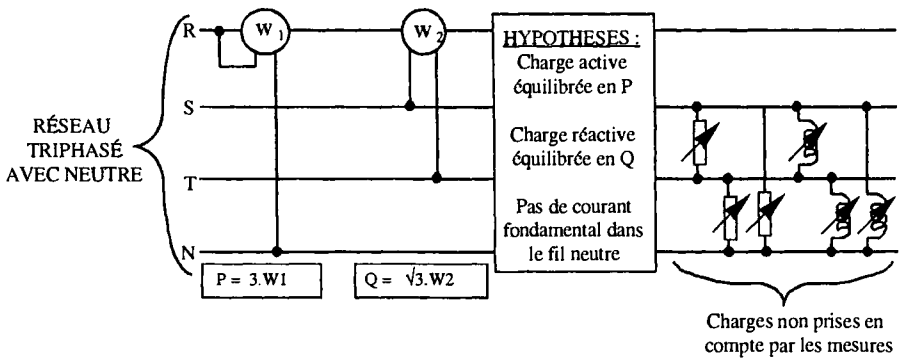 R
W1
W2
HYPOTHESES :
Charge active
équilibrée en P
Charge réactive
équilibrée en Q
Pas de courant
fondamental dans
le fil neutre
S
RÉSEAU
TRIPHASÉ
AVEC NEUTRE
T
N
P = 3.W1
Q = √3.W2
Charges non prises en
compte par les mesures